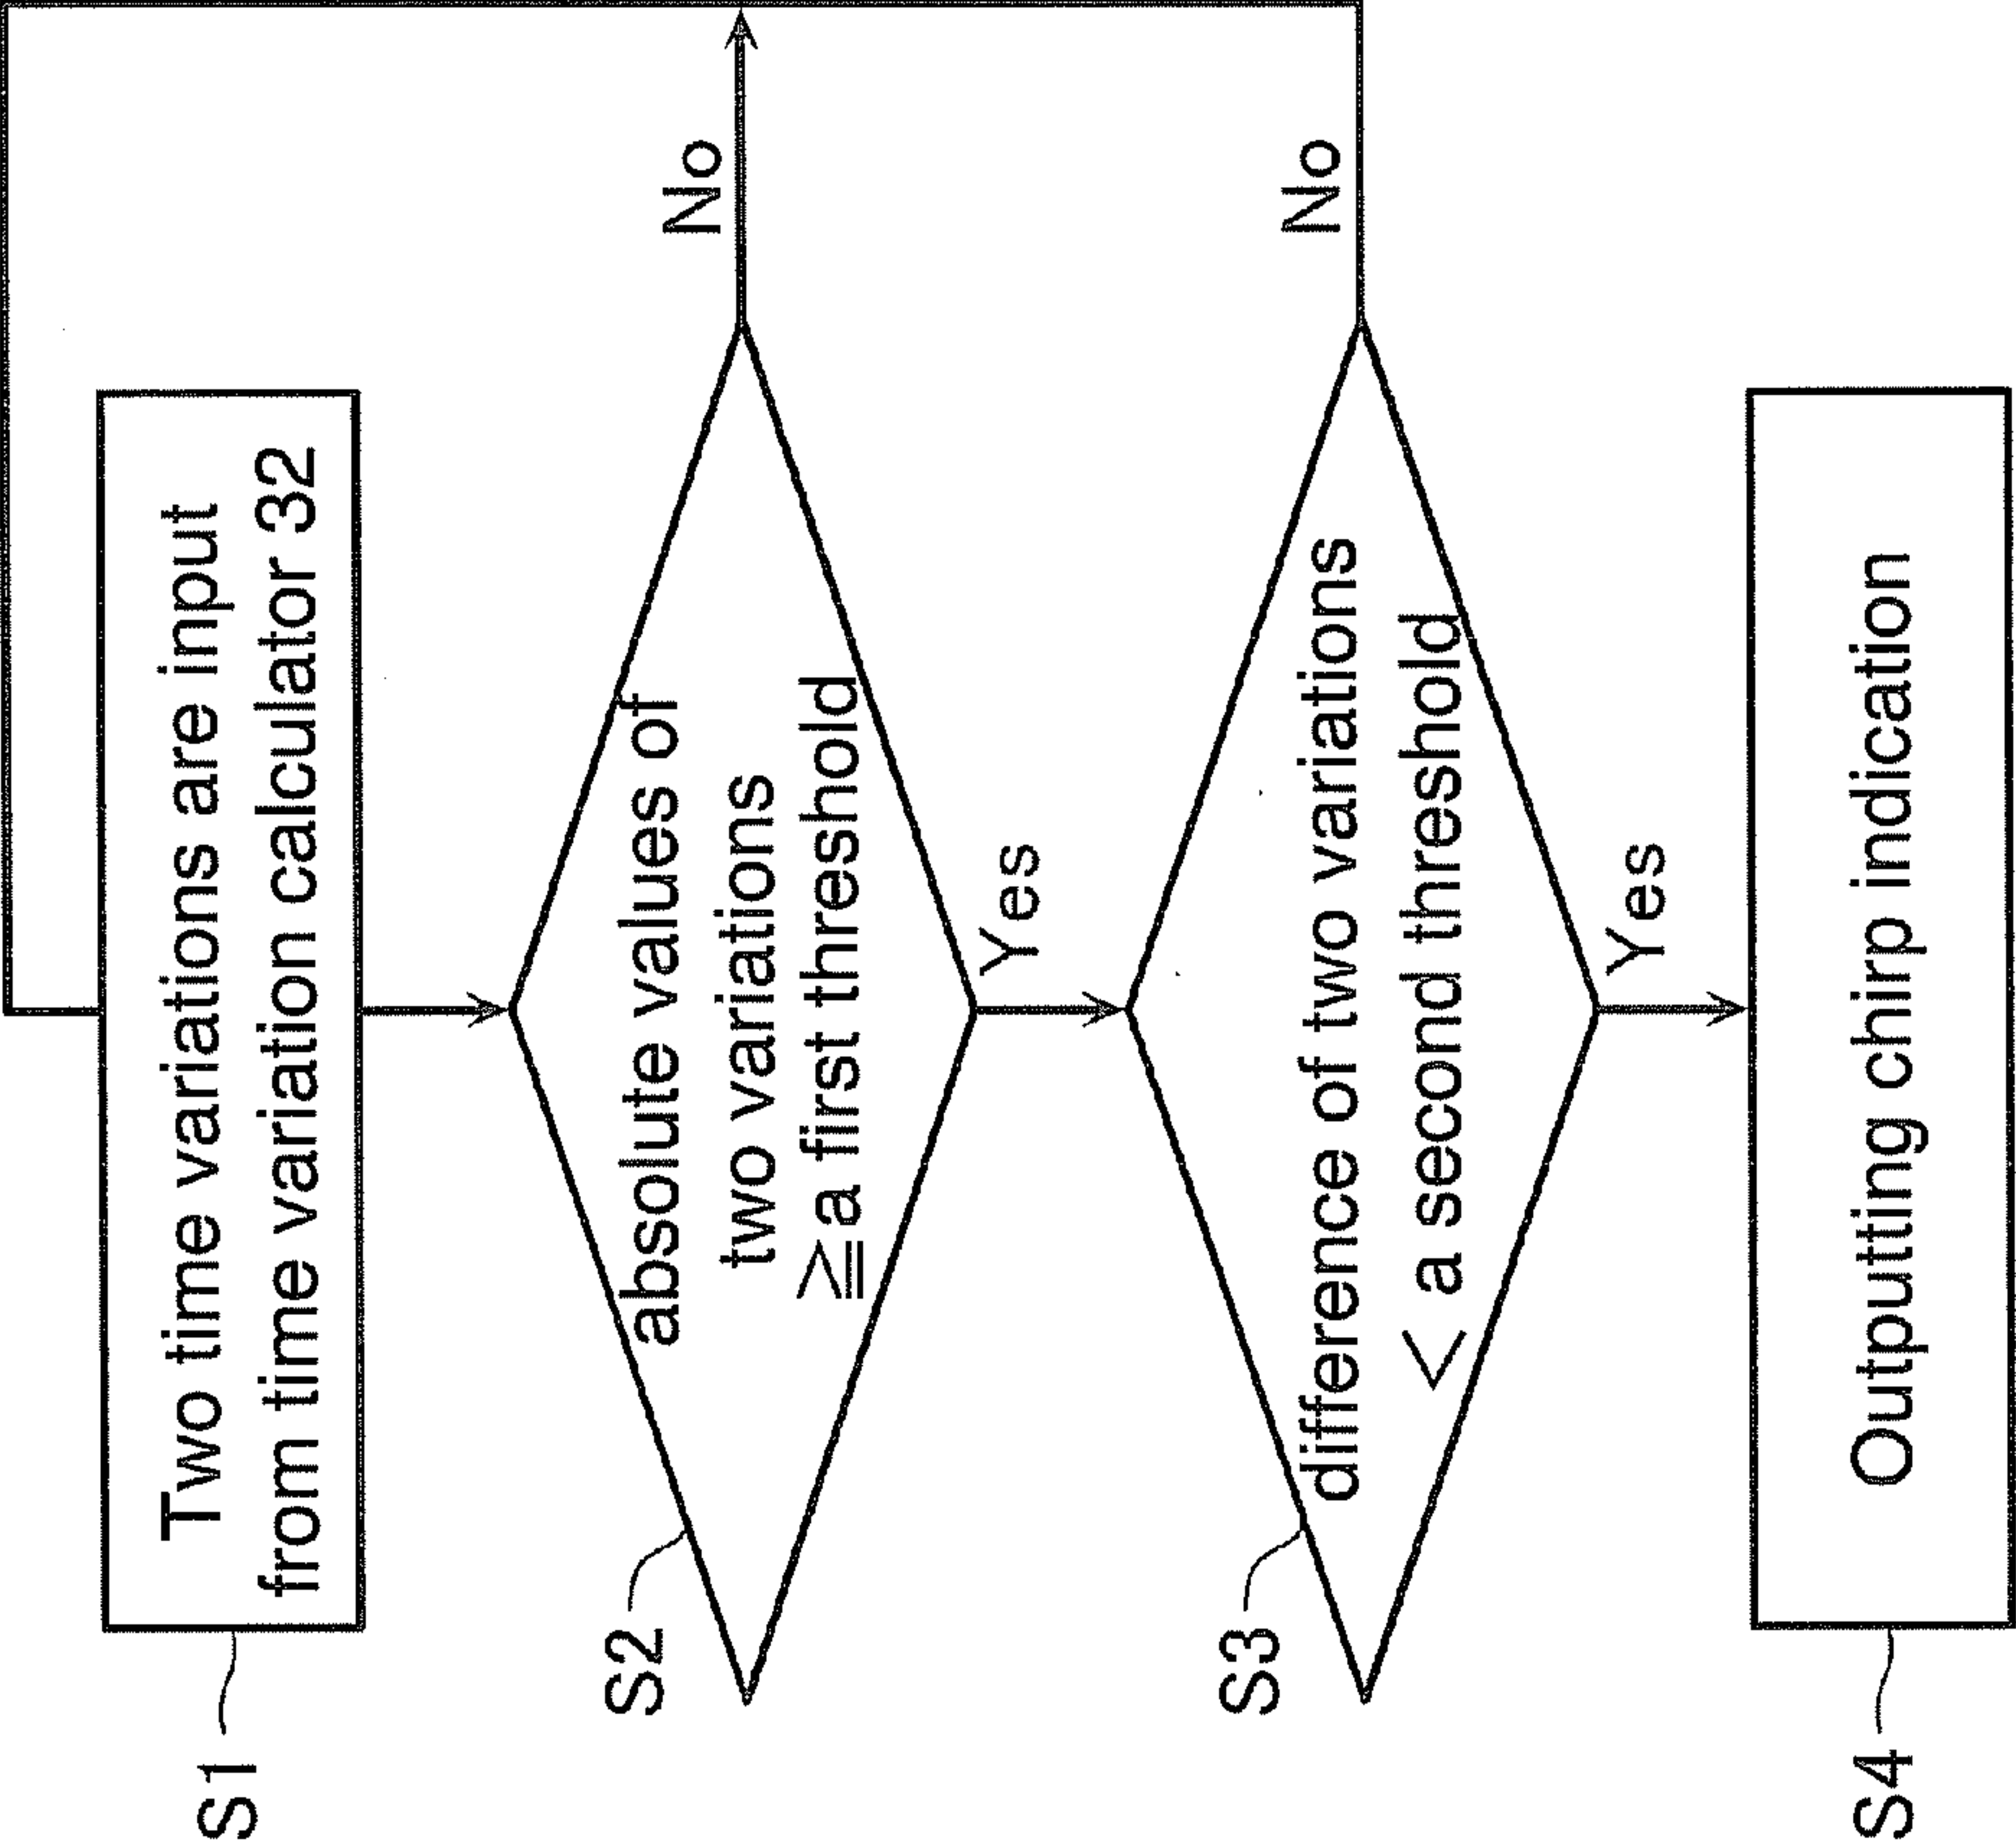 S1
Two time variations are input
from time variation calculator 32
S2
absolute values of
two variations
≧a first threshold
No
Yes
S3
difference of two variations
< a second threshold
No
Yes
S4
Outputting chirp indication